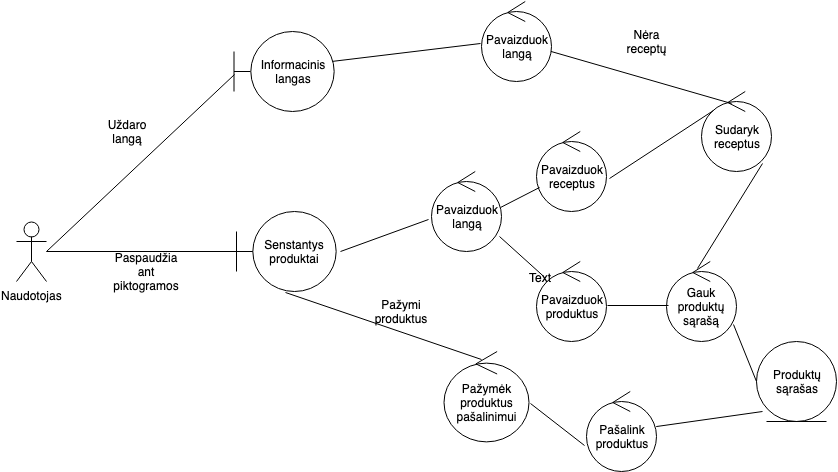 Pavaizduok
langą
Nėra
receptų
Informacinis
langas
Uždaro
langą
Sudaryk
receptus
Pavaizduok
receptus
Pavaizduok
langą
Senstantys
produktai
Paspaudžia
ant
piktogramos
Naudotojas
Text
Pavaizduok
produktus
Gauk
produktų
sąrašą
Pažymi
produktus
Produktų
sąrašas
Pažymėk
produktus
pašalinimui
Pašalink
produktus